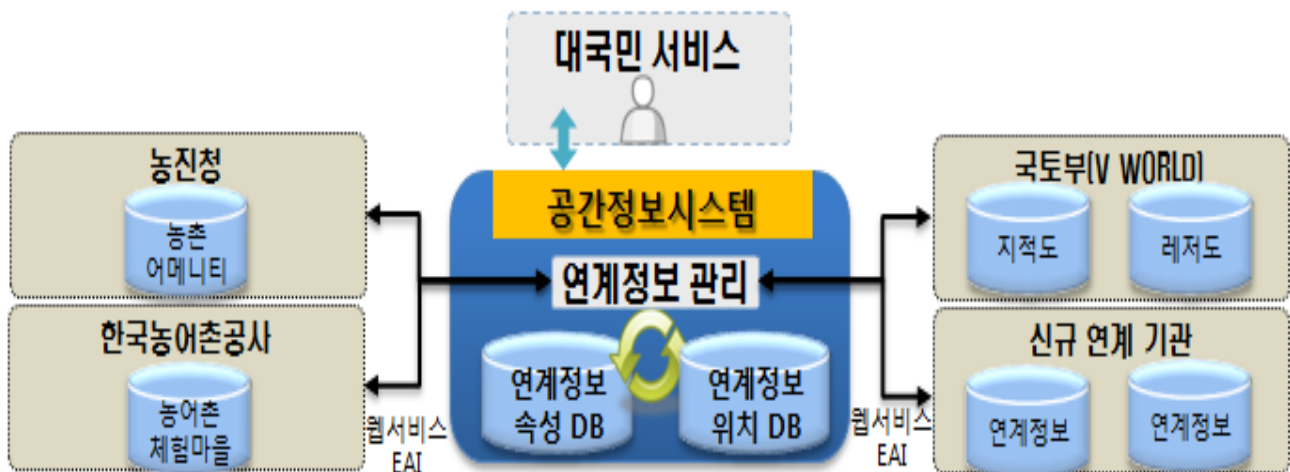 대국민 서비스
농진청
농촌
어메니티
한국농어촌공사
농어촌
체험마을
웹서비스
EAI
공간정보시스템
연계정보 관리
연계정보
속성 DB
연계정보
위치 DB
웹서비스
EAI
국토부(V WORLD)
지적도
레저도
신규 연계 기관
연계정보
연계정보